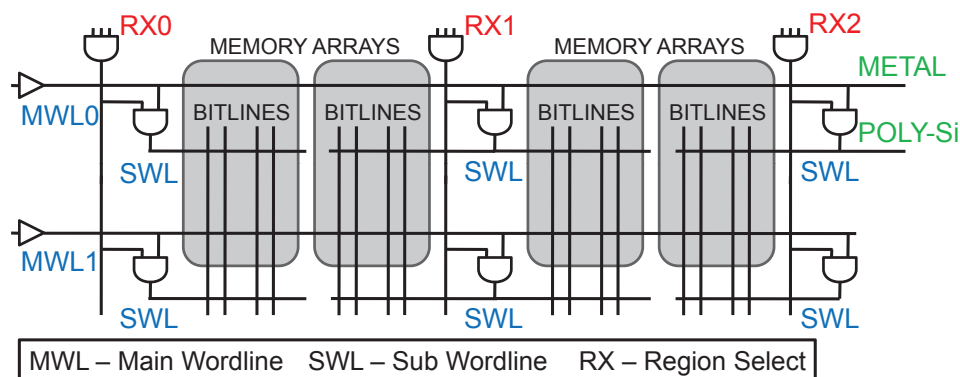 RX0 RX1 RX2
MEMORY ARRAYS MEMORY ARRAYS
METAL
MWL0 BITLINES BITLINES BITLINES BITLINES
POLY-Si
SWL SWL SWL
MWL1
SWL SWL SWL
MWL – Main Wordline SWL – Sub Wordline RX – Region Select